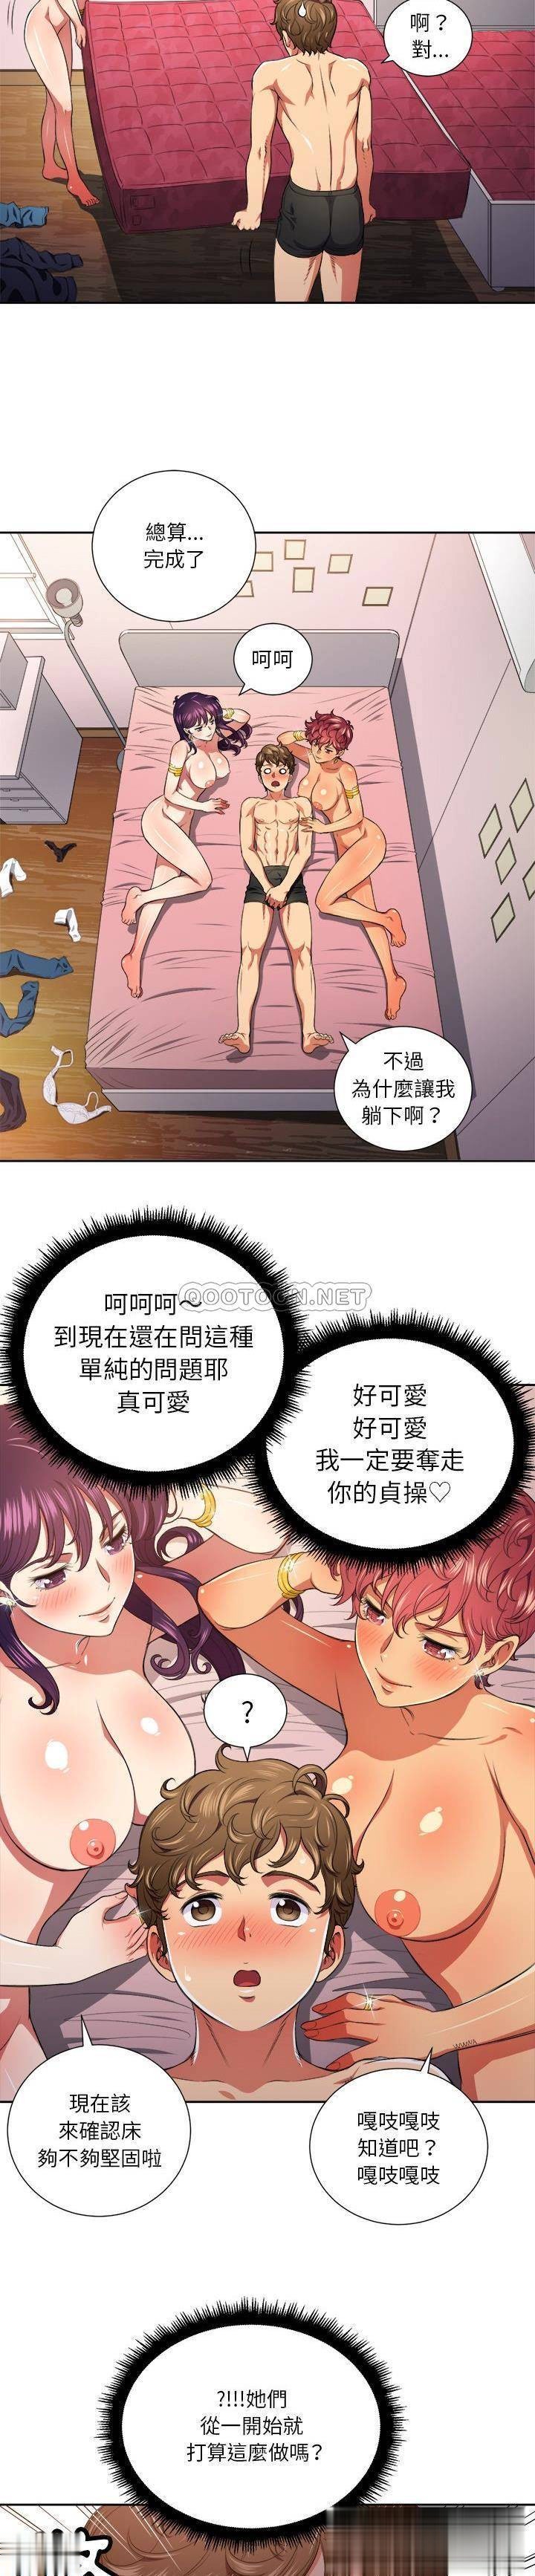 啊？
對...
總算...
完成了
呵呵
不過
為什麼讓我
躺下啊？
QOOTOON.NET
呵呵呵～
到現在還在問這種
單純的問題耶
真可愛
好可愛
好可愛
我一定要奪走
你的貞操♡
?
現在該
來確認床
夠不夠堅固啦
嘎吱嘎吱
知道吧？
嘎吱嘎吱
?!!!她們
從一開始就
打算這麼做嗎？